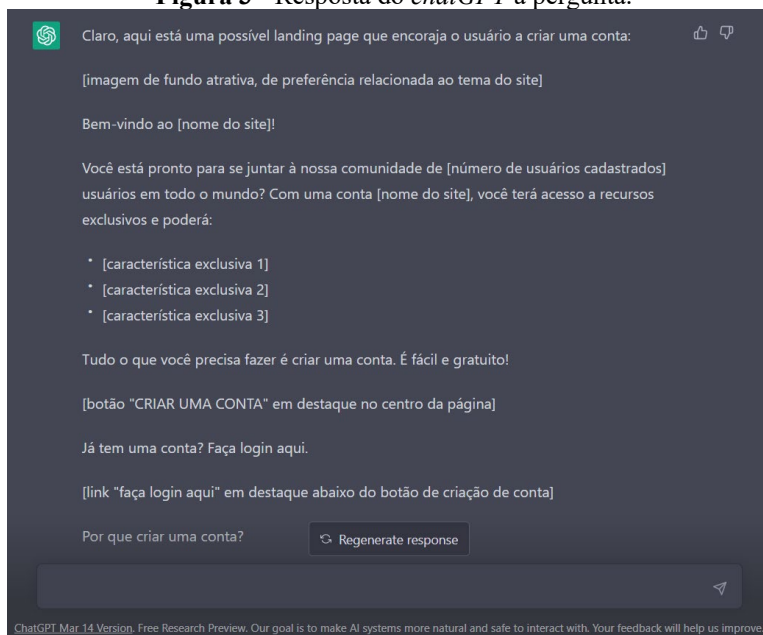 Figura 3 - Resposta do chatGPT à pergunta.
Claro, aqui está uma possível landing page que encoraja o usuário a criar uma conta:
[imagem de fundo atrativa, de preferência relacionada ao tema do site]
Bem-vindo ao [nome do site]!
Você está pronto para se juntar à nossa comunidade de [número de usuários cadastrados]
usuários em todo o mundo? Com uma conta [nome do site], você terá acesso a recursos
exclusivos e poderá:
• [característica exclusiva 1]
• [característica exclusiva 2]
• [característica exclusiva 3]
Tudo o que você precisa fazer é criar uma conta. É fácil e gratuito!
[botão "CRIAR UMA CONTA" em destaque no centro da página]
Já tem uma conta? Faça login aqui.
[link "faça login aqui" em destaque abaixo do botão de criação de conta]
Por que criar uma conta?
Regenerate response
ChatGPT Mar 14 Version. Free Research Preview. Our goal is to make AI systems more natural and safe to interact with. Your feedback will help us improve.